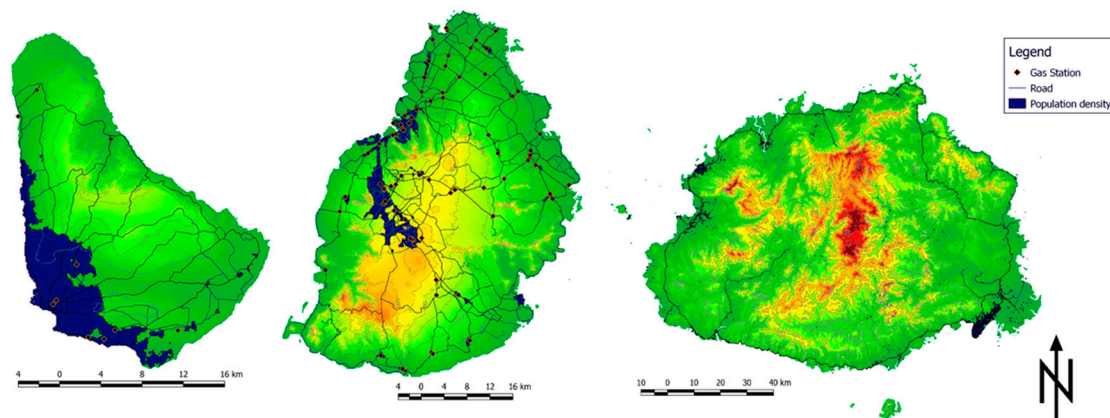 Legend
Gas Station
Road
Population density
4 0 4 8 12 16 km
4 0 4 8 12 16 km
10 0 10 20 30 40 km
N